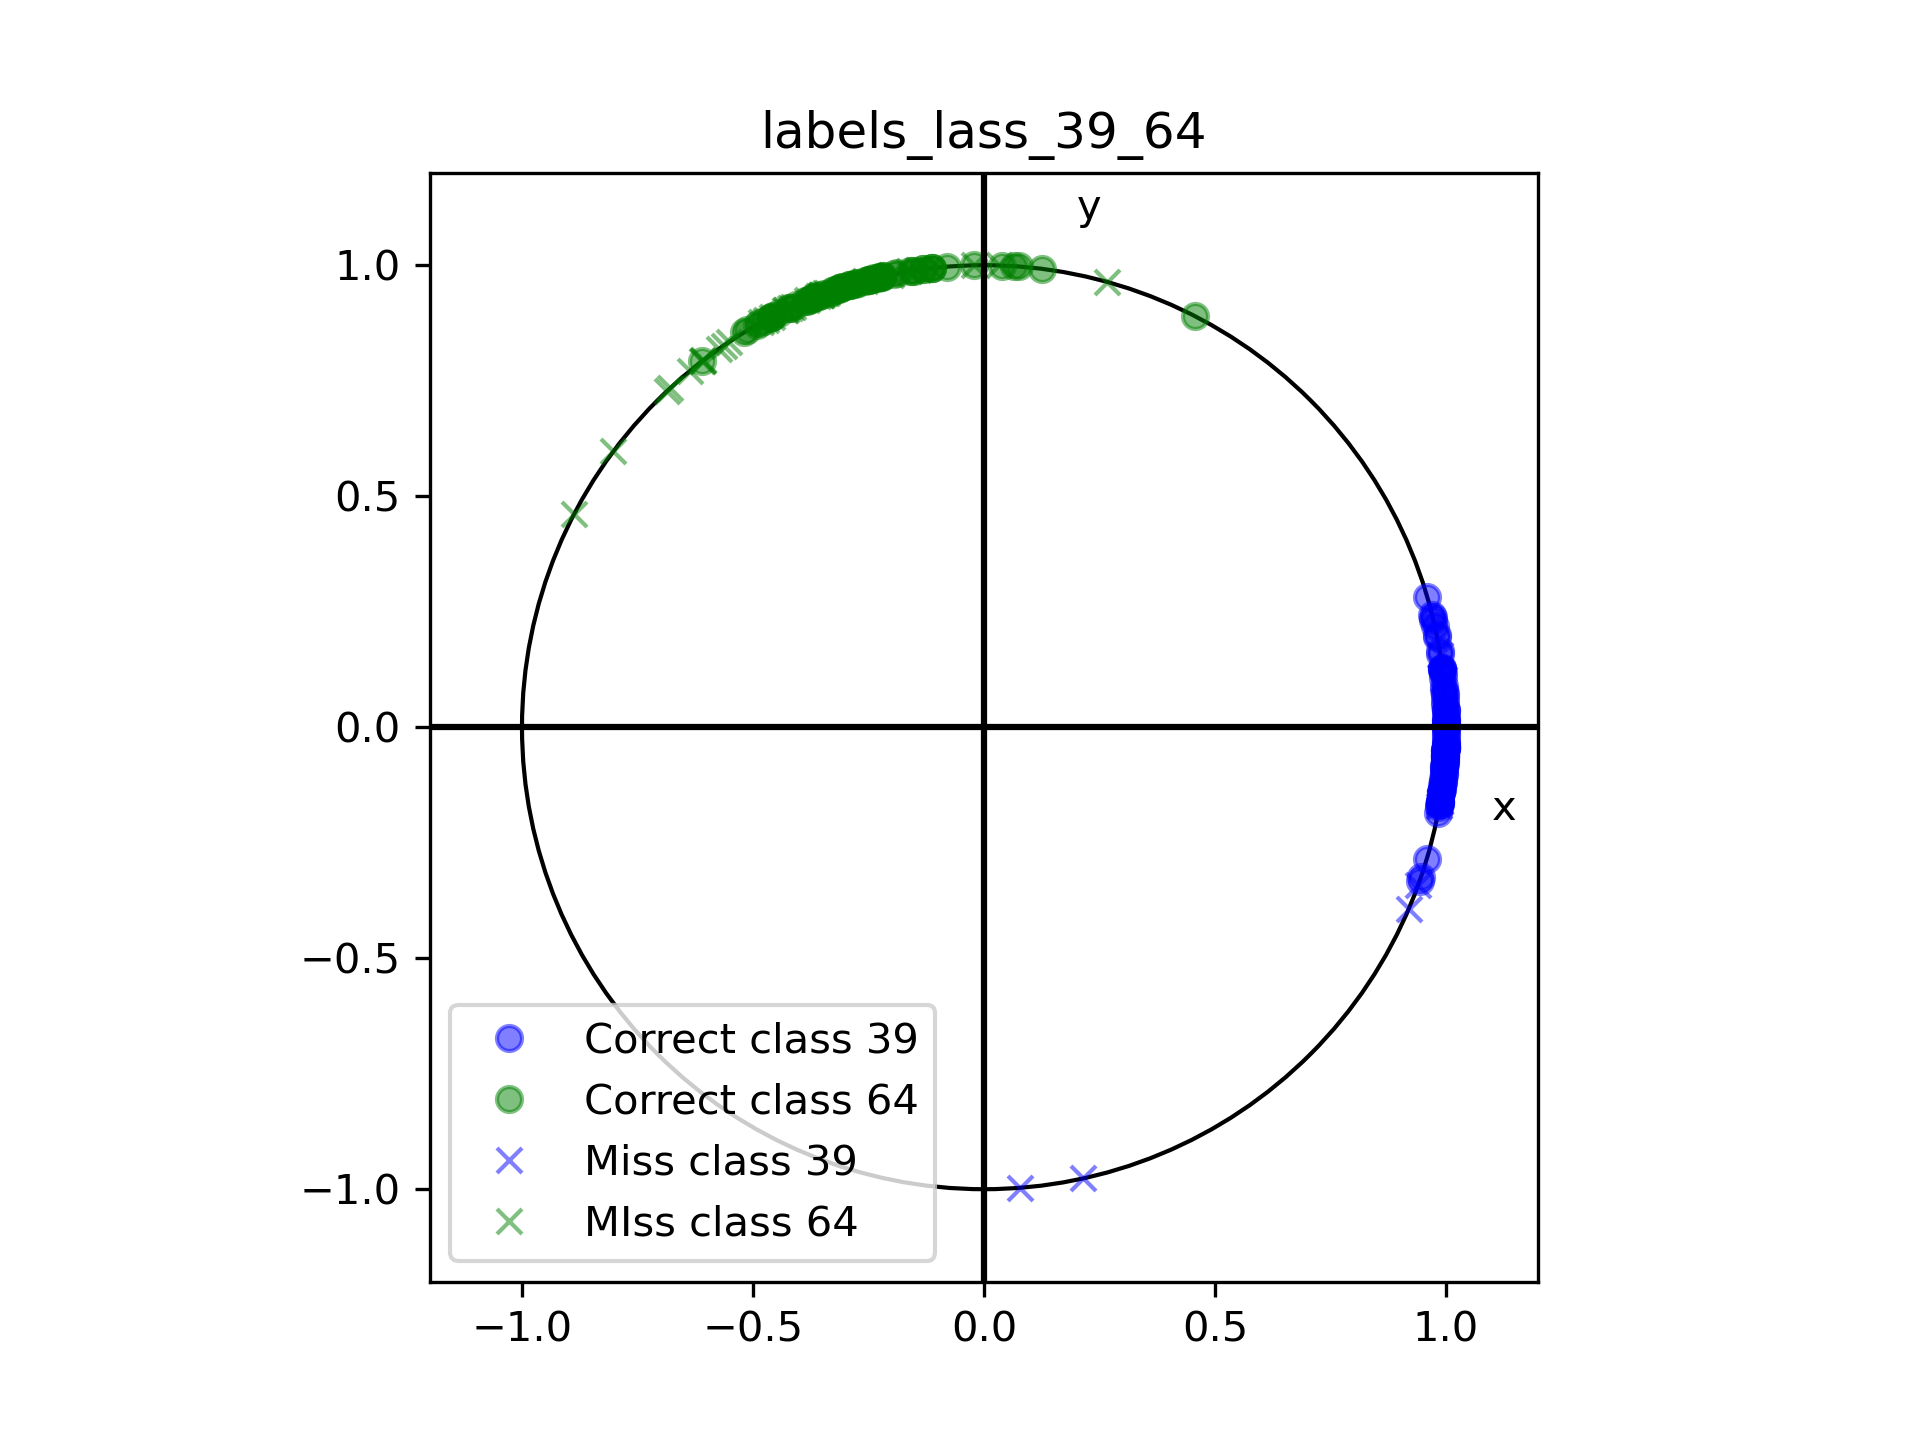 labels_lass_39_64
y
1.0
0.5
0.0
x
−0.5
−1.0
Correct class 39
Correct class 64
Miss class 39
MIss class 64
−1.0 −0.5 0.0 0.5 1.0